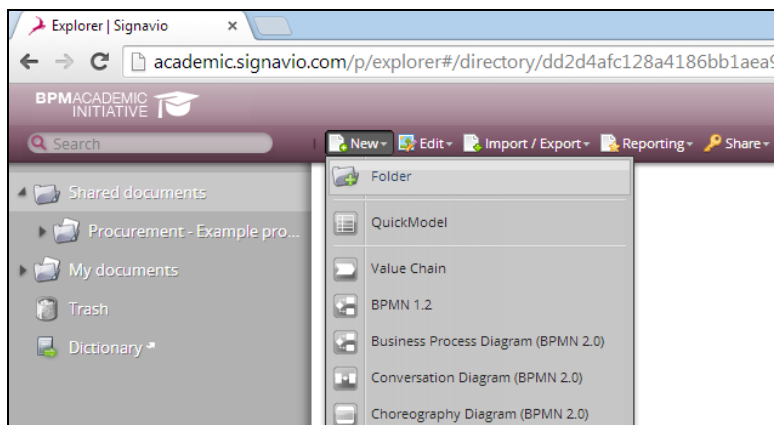 Explorer | Signavio
academic.signavio.com/p/explorer#/directory/dd2d4afc128a4186bb1aea9
BPMACADEMIC
INITIATIVE
Search
New
Edit
Import / Export
Reporting
Share
Shared documents
Procurement - Example pro...
My documents
Trash
Dictionary
Folder
QuickModel
Value Chain
BPMN 1.2
Business Process Diagram (BPMN 2.0)
Conversation Diagram (BPMN 2.0)
Choreography Diagram (BPMN 2.0)